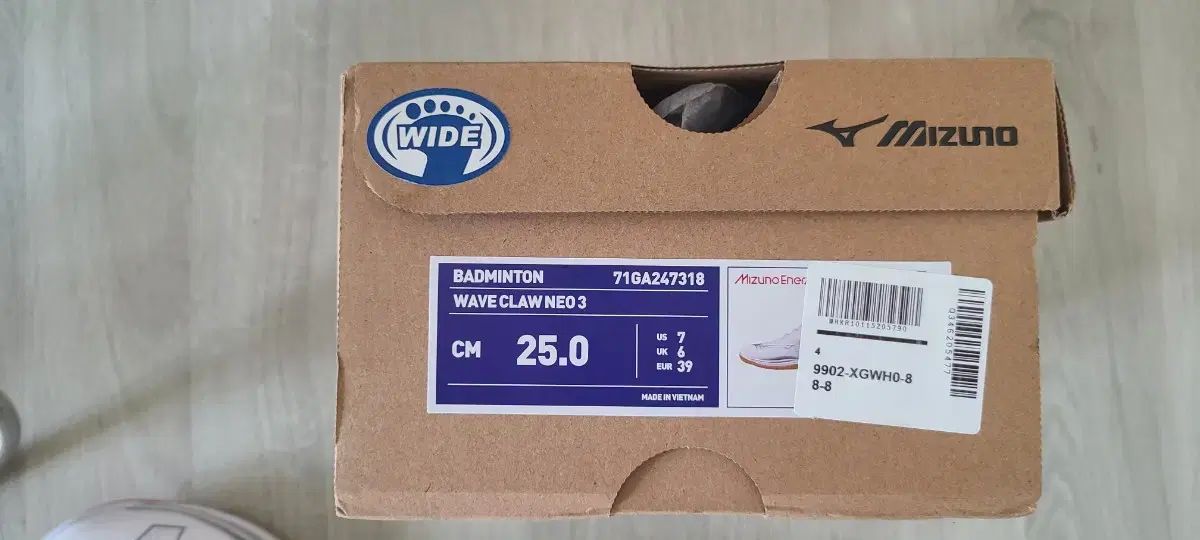 WIDE
MIZUNO
BADMINTON 71GA247318
WAVE CLAW NEO 3
CM 25.0
US 7
UK 6
EUR 39
MADE IN VIETNAM
MIZUNO
4
9902-XGWH0-8
8-8
Q346205477